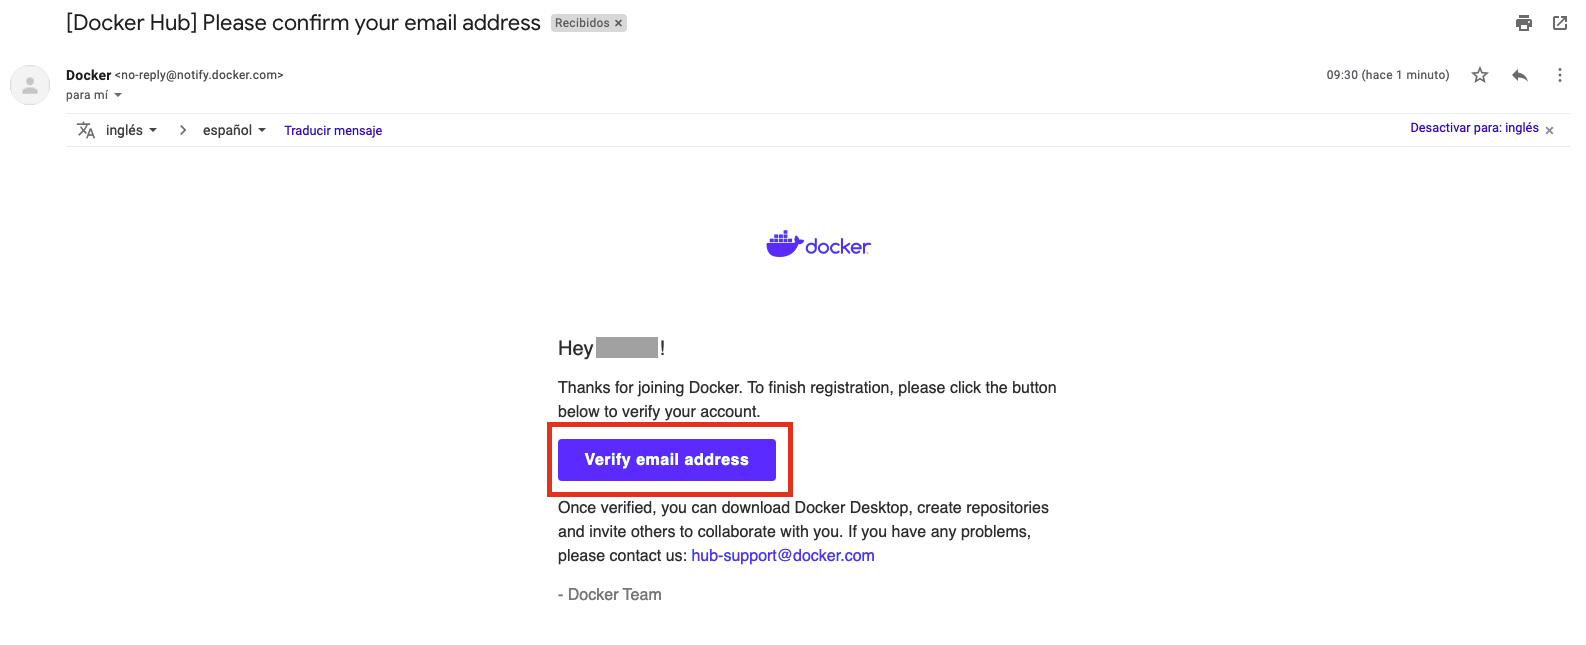 [Docker Hub] Please confirm your email address Recibidos ×
Docker <no-reply@notify.docker.com> 09:30 (hace 1 minuto)
para mí
inglés > español Traducir mensaje Desactivar para: inglés ×
docker
Hey !
Thanks for joining Docker. To finish registration, please click the button
below to verify your account.
Verify email address
Once verified, you can download Docker Desktop, create repositories
and invite others to collaborate with you. If you have any problems,
please contact us: hub-support@docker.com
- Docker Team